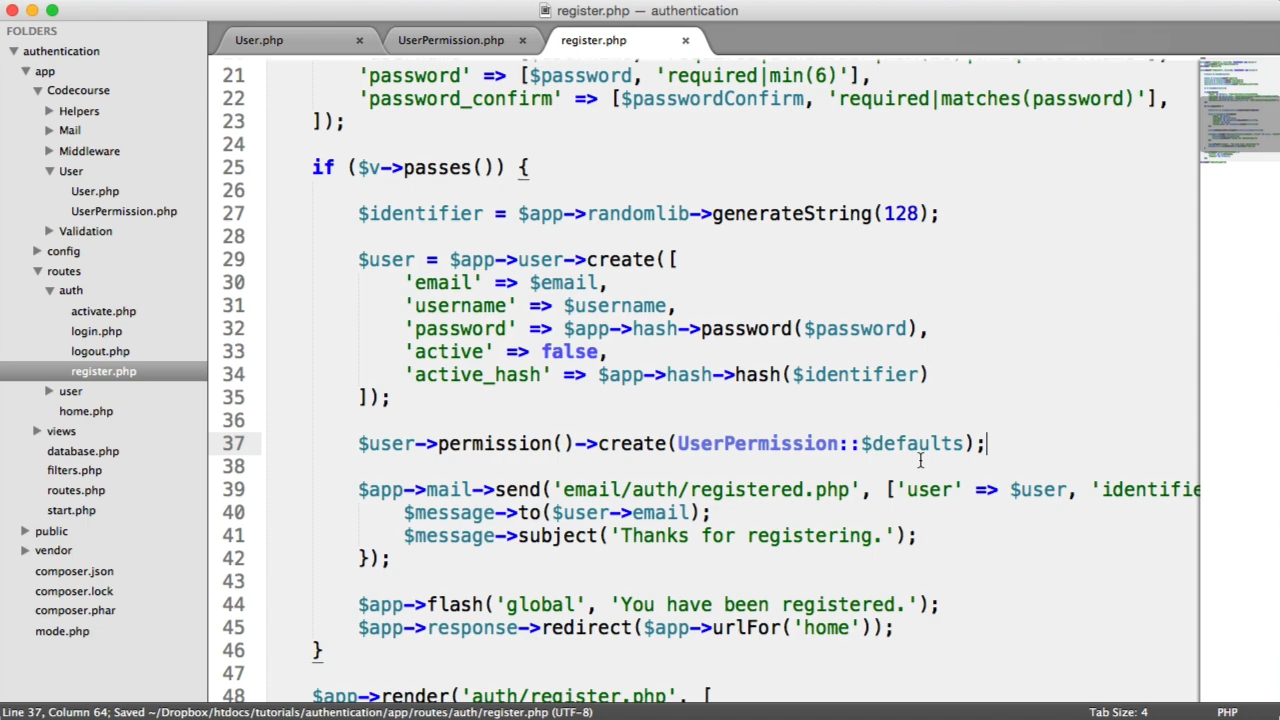 register.php — authentication
FOLDERS
authentication
app
Codecourse
Helpers
Mail
Middleware
User
User.php
UserPermission.php
Validation
config
routes
auth
activate.php
login.php
logout.php
register.php
user
home.php
views
database.php
filters.php
routes.php
start.php
public
vendor
composer.json
composer.lock
composer.phar
mode.php
User.php × UserPermission.php × register.php ×
21 'password' => [$password, 'required|min(6)'],
22 'password_confirm' => [$passwordConfirm, 'required|matches(password)'],
23 ]);
24
25 if ($v->passes()) {
26
27 $identifier = $app->randomlib->generateString(128);
28
29 $user = $app->user->create([
30 'email' => $email,
31 'username' => $username,
32 'password' => $app->hash->password($password),
33 'active' => false,
34 'active_hash' => $app->hash->hash($identifier)
35 ]);
36
37 $user->permission()->create(UserPermission::$defaults);
38
39 $app->mail->send('email/auth/registered.php', ['user' => $user, 'identifie
40 $message->to($user->email);
41 $message->subject('Thanks for registering.');
42 });
43
44 $app->flash('global', 'You have been registered.');
45 $app->response->redirect($app->urlFor('home'));
46 }
47
48 $app->render('auth/register.php', [
Line 37, Column 64; Saved ~/Dropbox/htdocs/tutorials/authentication/app/routes/auth/register.php (UTF-8) Tab Size: 4 PHP